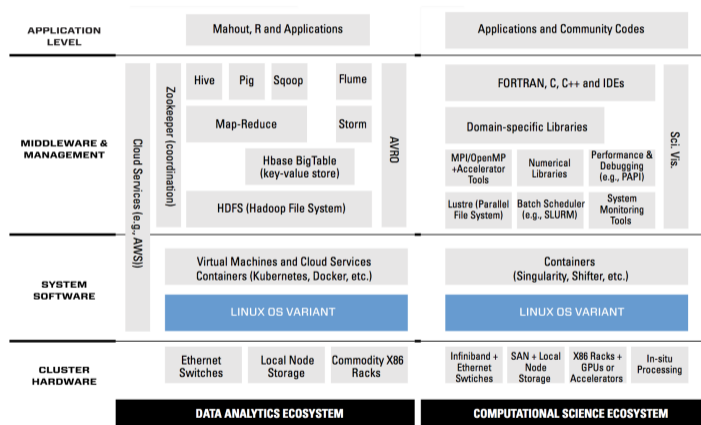 APPLICATION
LEVEL
Mahout, R and Applications
Applications and Community Codes
MIDDLEWARE &
MANAGEMENT
Cloud Services (e.g., AWS))
Zookeeper (coordination)
Hive
Pig
Sqoop
Flume
Map-Reduce
Storm
Hbase BigTable
(key-value store)
HDFS (Hadoop File System)
AVRO
FORTRAN, C, C++ and IDEs
Domain-specific Libraries
MPI/OpenMP
+Accelerator
Tools
Numerical
Libraries
Performance &
Debugging
(e.g., PAPI)
Lustre (Parallel
File System)
Batch Scheduler
(e.g., SLURM)
System
Monitoring
Tools
Sci. Vis.
SYSTEM
SOFTWARE
Virtual Machines and Cloud Services
Containers (Kubernetes, Docker, etc.)
LINUX OS VARIANT
Containers
(Singularity, Shifter, etc.)
LINUX OS VARIANT
CLUSTER
HARDWARE
Ethernet
Switches
Local Node
Storage
Commodity X86
Racks
Infiniband +
Ethernet
Swtiches
SAN + Local
Node
Storage
X86 Racks +
GPUs or
Accelerators
In-situ
Processing
DATA ANALYTICS ECOSYSTEM
COMPUTATIONAL SCIENCE ECOSYSTEM